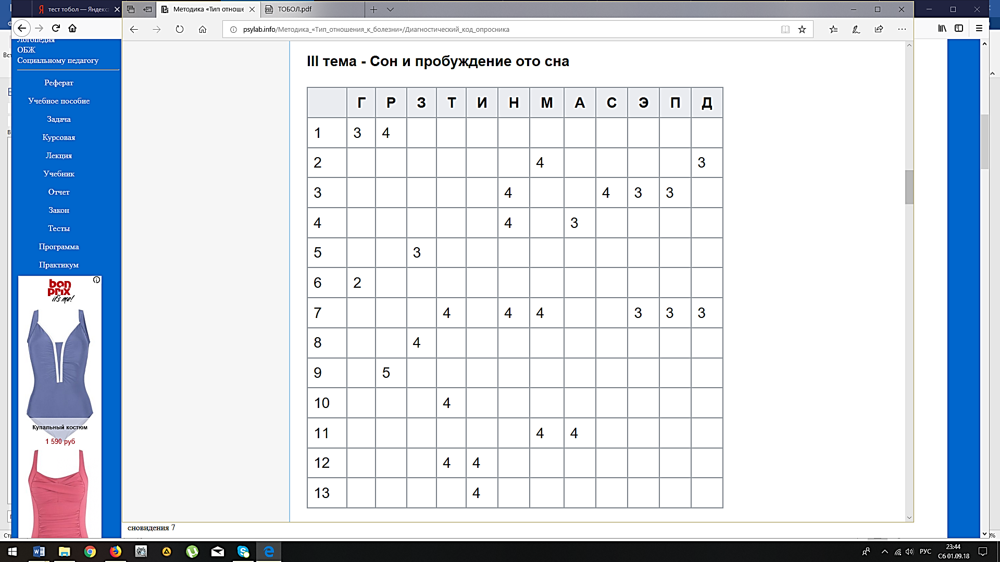 тест тобол — Яндекс
Методика «Тип отноше
ТОБОЛ.pdf
psylab.info/Методика_«Тип_отношения_к_болезни»/Диагностический_код_опросника
Логопедия
ОБЖ
Социальному педагогу
Реферат
Учебное пособие
Задача
Курсовая
Лекция
Учебник
Отчет
Закон
Тесты
Программа
Практикум
bon prix
it's me!
Купальный костюм
1 590 руб
III тема - Сон и пробуждение ото сна
Г Р З Т И Н М А С Э П Д
1 3 4
2 4 3
3 4 4 3 3
4 4 3
5 3
6 2
7 4 4 4 3 3 3
8 4
9 5
10 4
11 4 4
12 4 4
13 4
сновидения 7
РУС
23:44
Сб 01.09.18